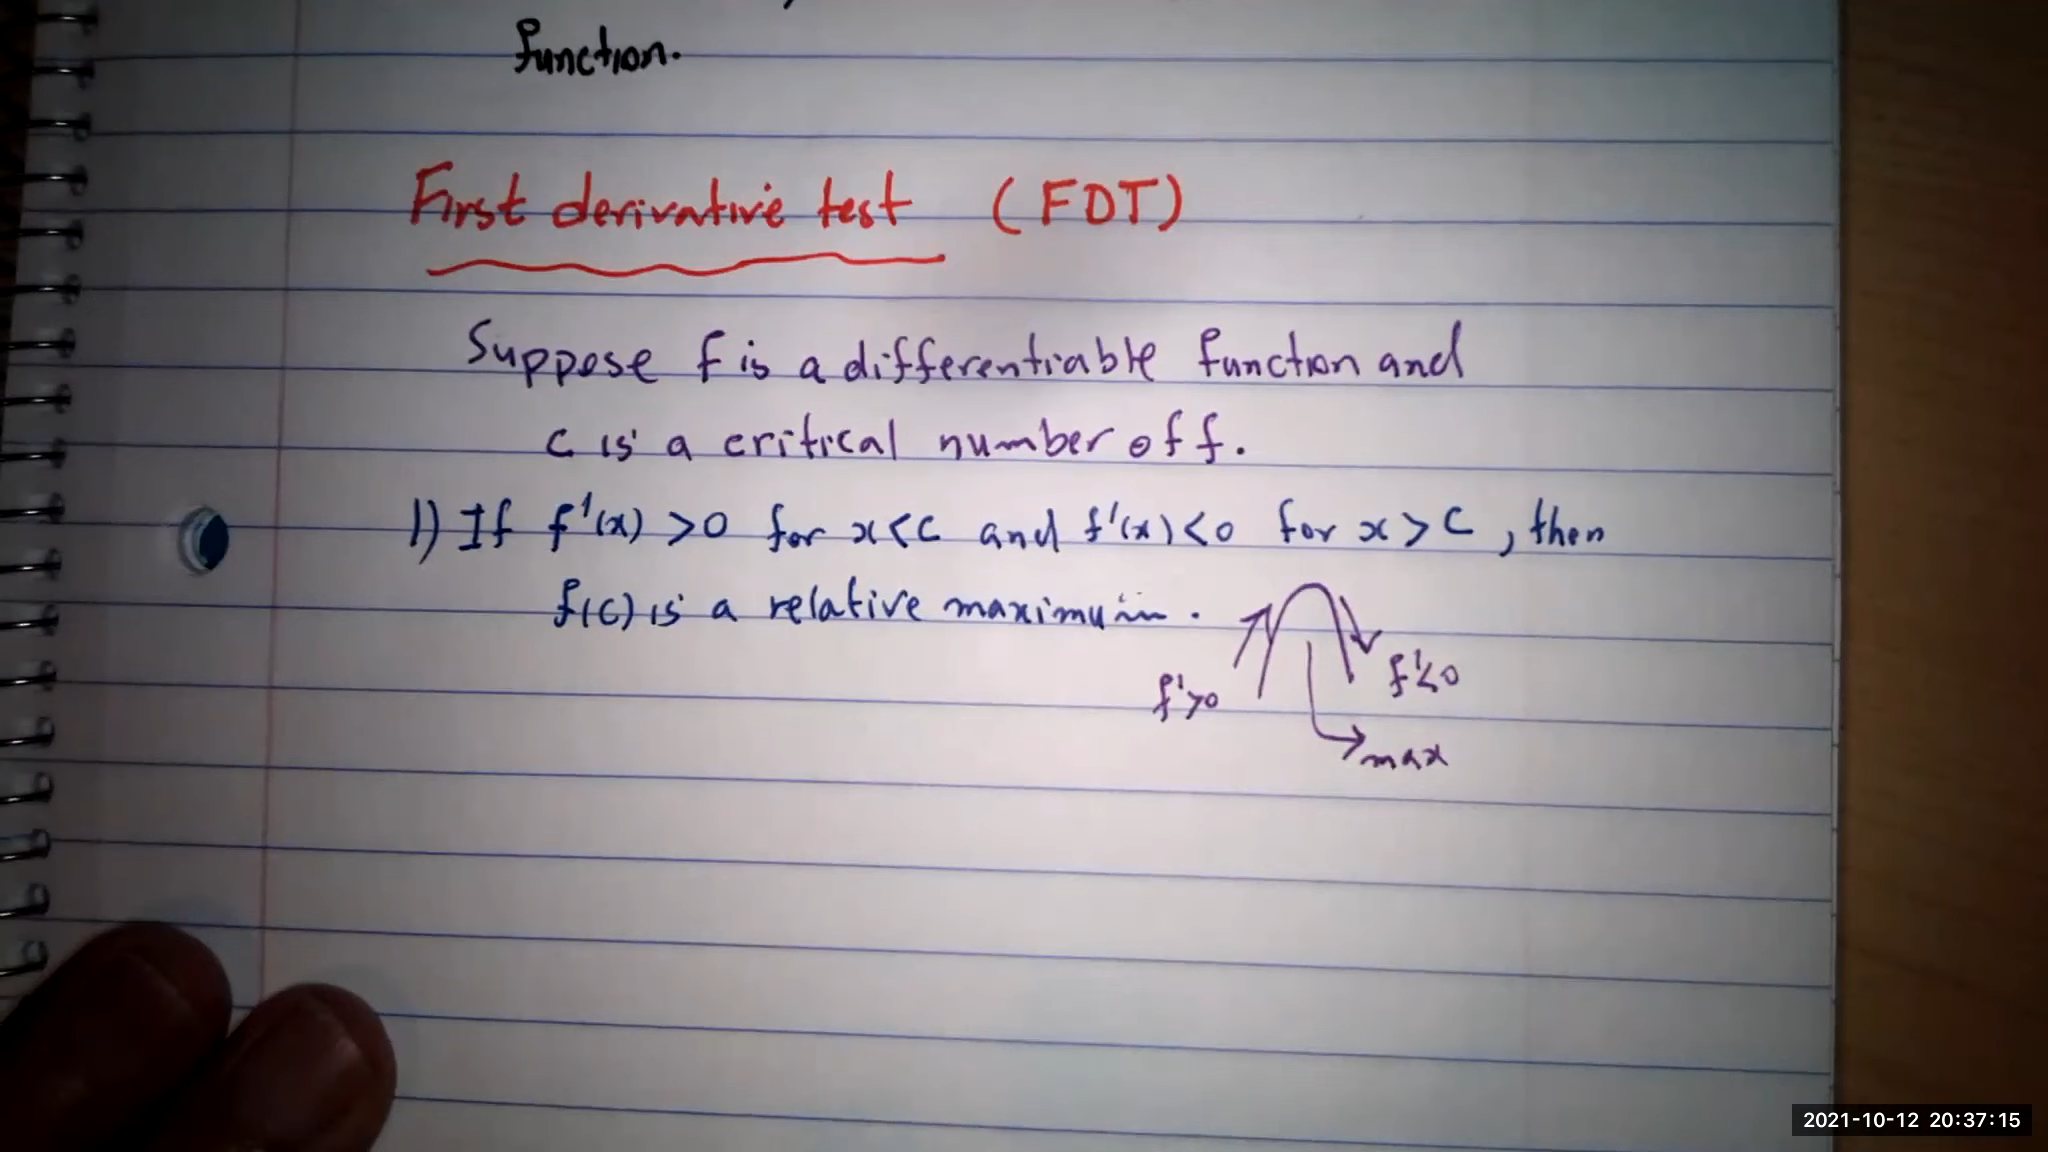 function.
First derivative test (FDT)
Suppose f is a differentiable function and
c is a critical number of f.
1) If f'(x) >0 for x<c and f'(x)<0 for x>c, then
f(c) is a relative maximum.
f'>0
f'<0
max
2021-10-12 20:37:15